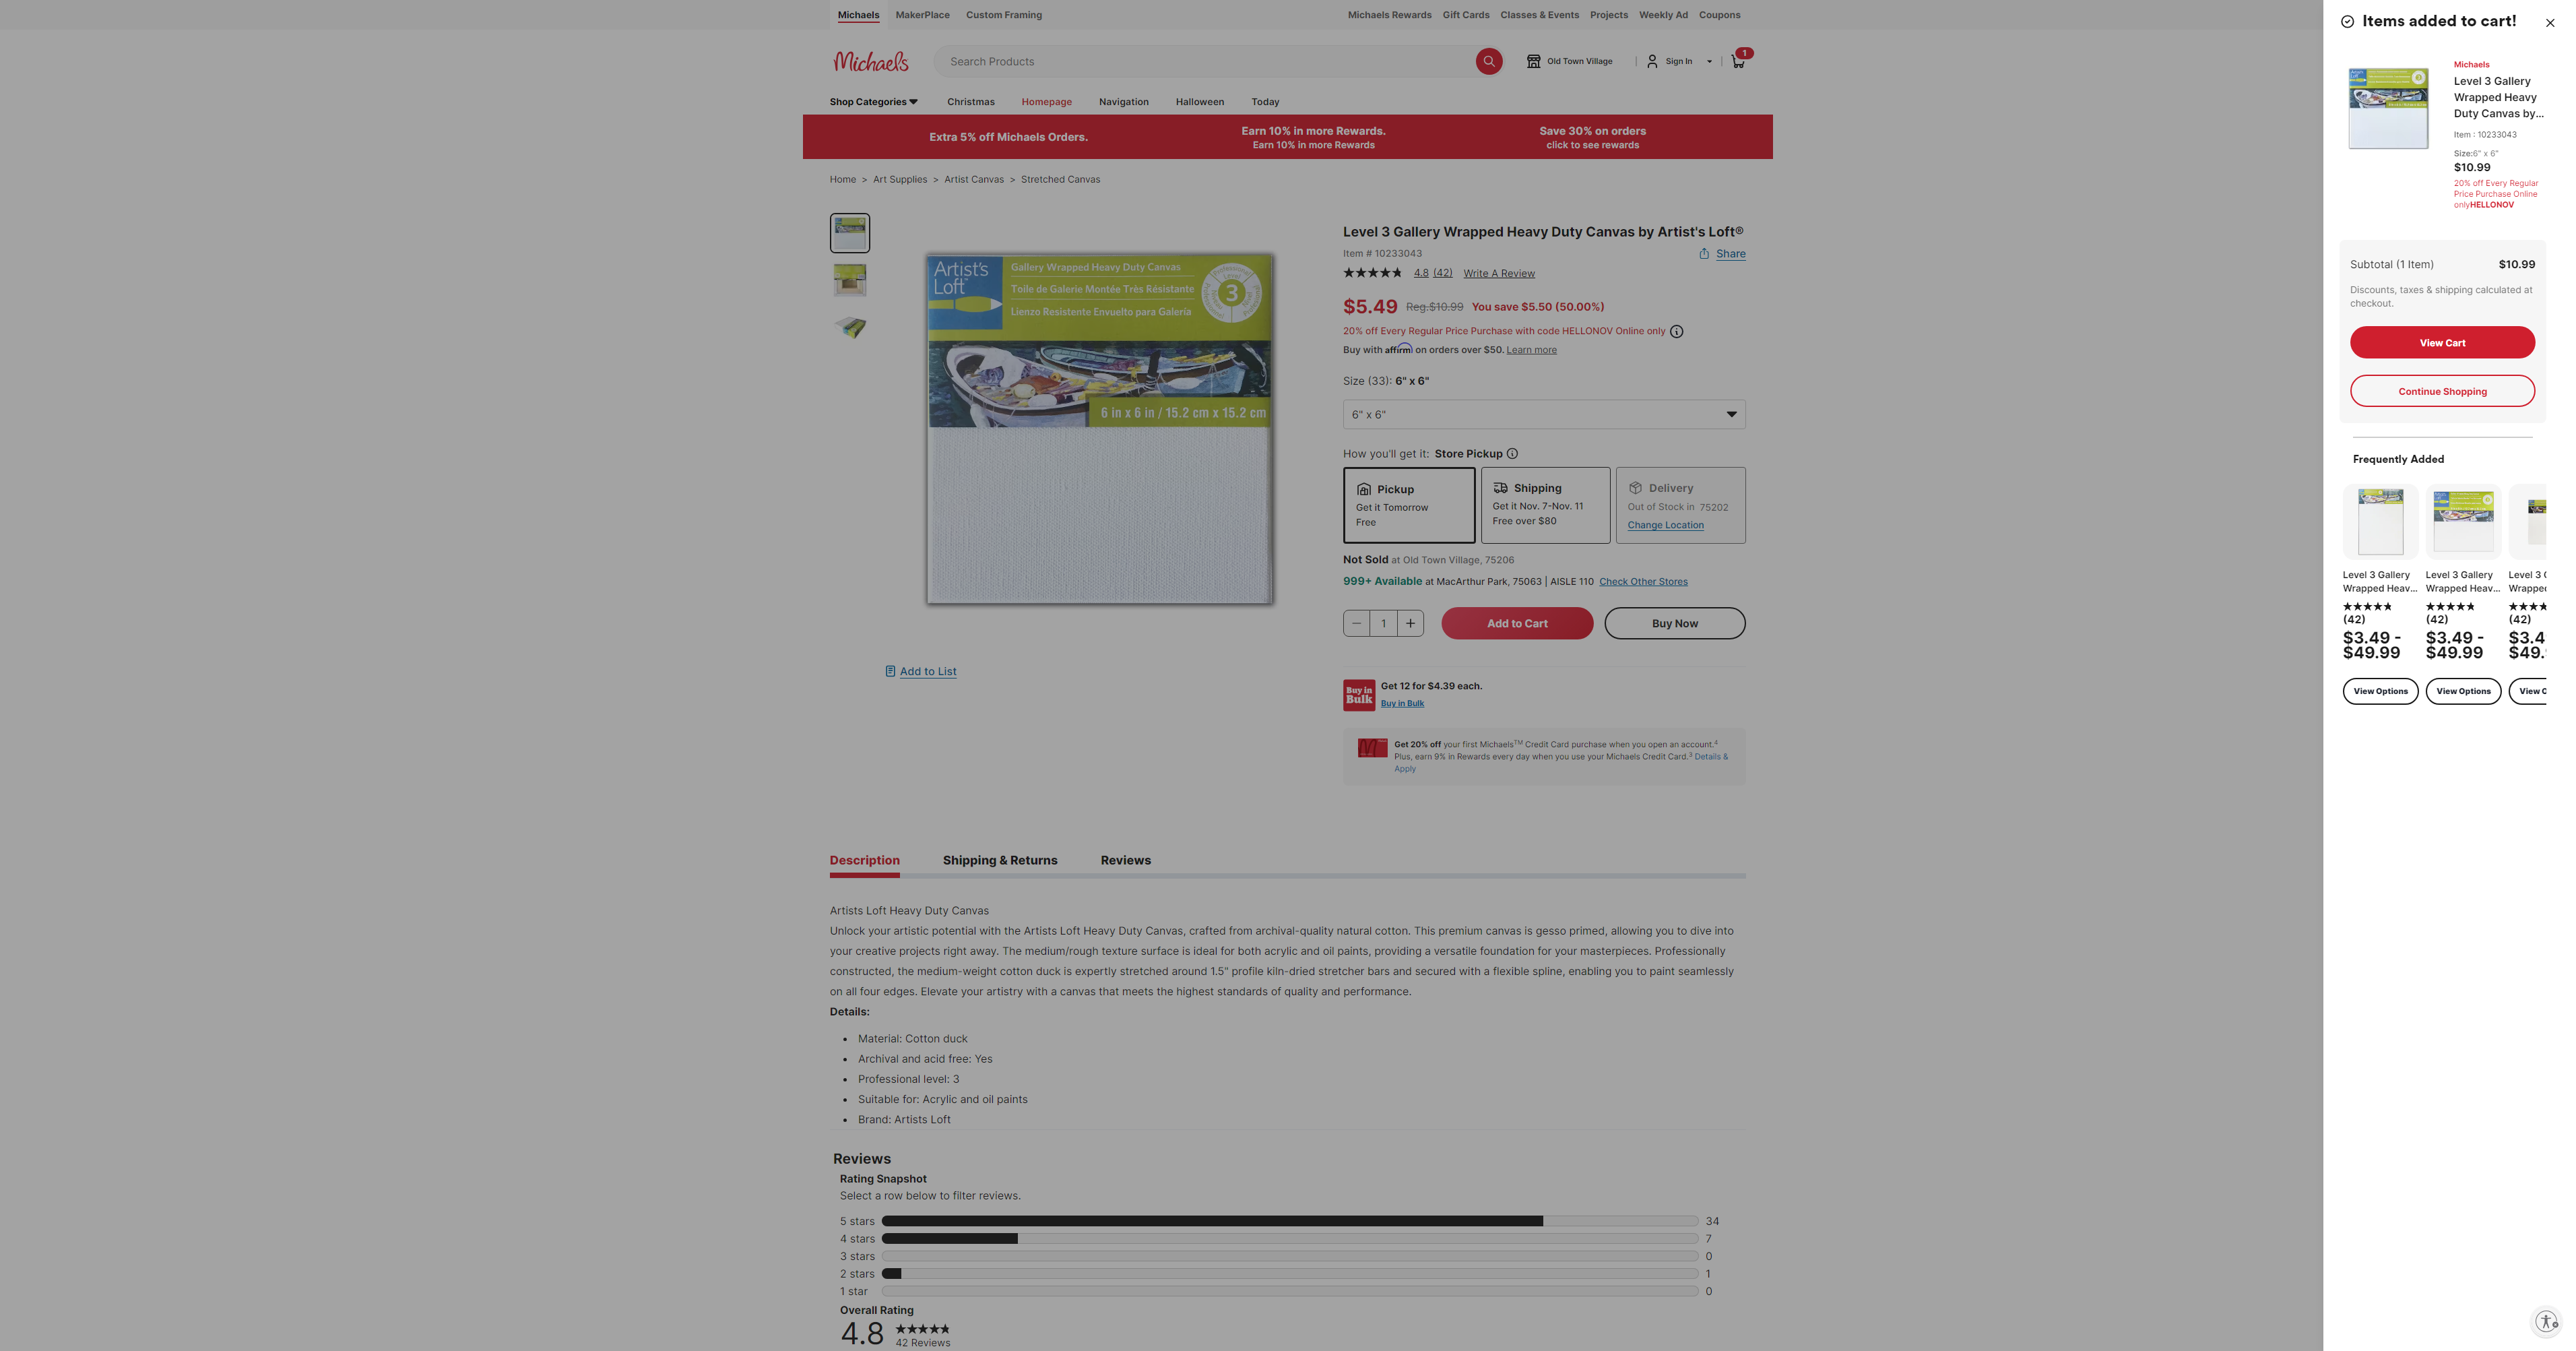 Michaels MakerPlace Custom Framing
Michaels Rewards Gift Cards Classes & Events Projects Weekly Ad Coupons
Michaels
Search Products
Old Town Village
Sign In
1
Shop Categories Christmas Homepage Navigation Halloween Today
Extra 5% off Michaels Orders.
Earn 10% in more Rewards.
Earn 10% in more Rewards
Save 30% on orders
click to see rewards
Home > Art Supplies > Artist Canvas > Stretched Canvas
Artist's
Loft
Gallery Wrapped Heavy Duty Canvas
Toile de Galerie Montée Très Résistante
Lienzo Resistente Envuelto para Galería
Level
3
6 in x 6 in / 15.2 cm x 15.2 cm
Add to List
Level 3 Gallery Wrapped Heavy Duty Canvas by Artist's Loft®
Item # 10233043
Share
4.8 (42) Write A Review
$5.49 Reg.$10.99 You save $5.50 (50.00%)
20% off Every Regular Price Purchase with code HELLONOV Online only
Buy with affirm on orders over $50. Learn more
Size (33): 6" x 6"
6" x 6"
How you'll get it: Store Pickup
Pickup
Get it Tomorrow
Free
Shipping
Get it Nov. 7-Nov. 11
Free over $80
Delivery
Out of Stock in 75202
Change Location
Not Sold at Old Town Village, 75206
999+ Available at MacArthur Park, 75063 | AISLE 110 Check Other Stores
1
Add to Cart
Buy Now
Buy in
Bulk
Get 12 for $4.39 each.
Buy in Bulk
Get 20% off your first Michaels™ Credit Card purchase when you open an account.⁴
Plus, earn 9% in Rewards every day when you use your Michaels Credit Card.³ Details &
Apply
Description Shipping & Returns Reviews
Artists Loft Heavy Duty Canvas
Unlock your artistic potential with the Artists Loft Heavy Duty Canvas, crafted from archival-quality natural cotton. This premium canvas is gesso primed, allowing you to dive into
your creative projects right away. The medium/rough texture surface is ideal for both acrylic and oil paints, providing a versatile foundation for your masterpieces. Professionally
constructed, the medium-weight cotton duck is expertly stretched around 1.5" profile kiln-dried stretcher bars and secured with a flexible spline, enabling you to paint seamlessly
on all four edges. Elevate your artistry with a canvas that meets the highest standards of quality and performance.
Details:
• Material: Cotton duck
• Archival and acid free: Yes
• Professional level: 3
• Suitable for: Acrylic and oil paints
• Brand: Artists Loft
Reviews
Rating Snapshot
Select a row below to filter reviews.
5 stars 34
4 stars 7
3 stars 0
2 stars 1
1 star 0
Overall Rating
4.8
42 Reviews
Items added to cart!
Michaels
Level 3 Gallery
Wrapped Heavy
Duty Canvas by...
Item : 10233043
Size:6" x 6"
$10.99
20% off Every Regular
Price Purchase Online
onlyHELLONOV
Subtotal (1 Item) $10.99
Discounts, taxes & shipping calculated at
checkout.
View Cart
Continue Shopping
Frequently Added
Level 3 Gallery
Wrapped Heav...
(42)
$3.49 -
$49.99
View Options
Level 3 Gallery
Wrapped Heav...
(42)
$3.49 -
$49.99
View Options
Level 3
(42)
$3.4
$49.
View